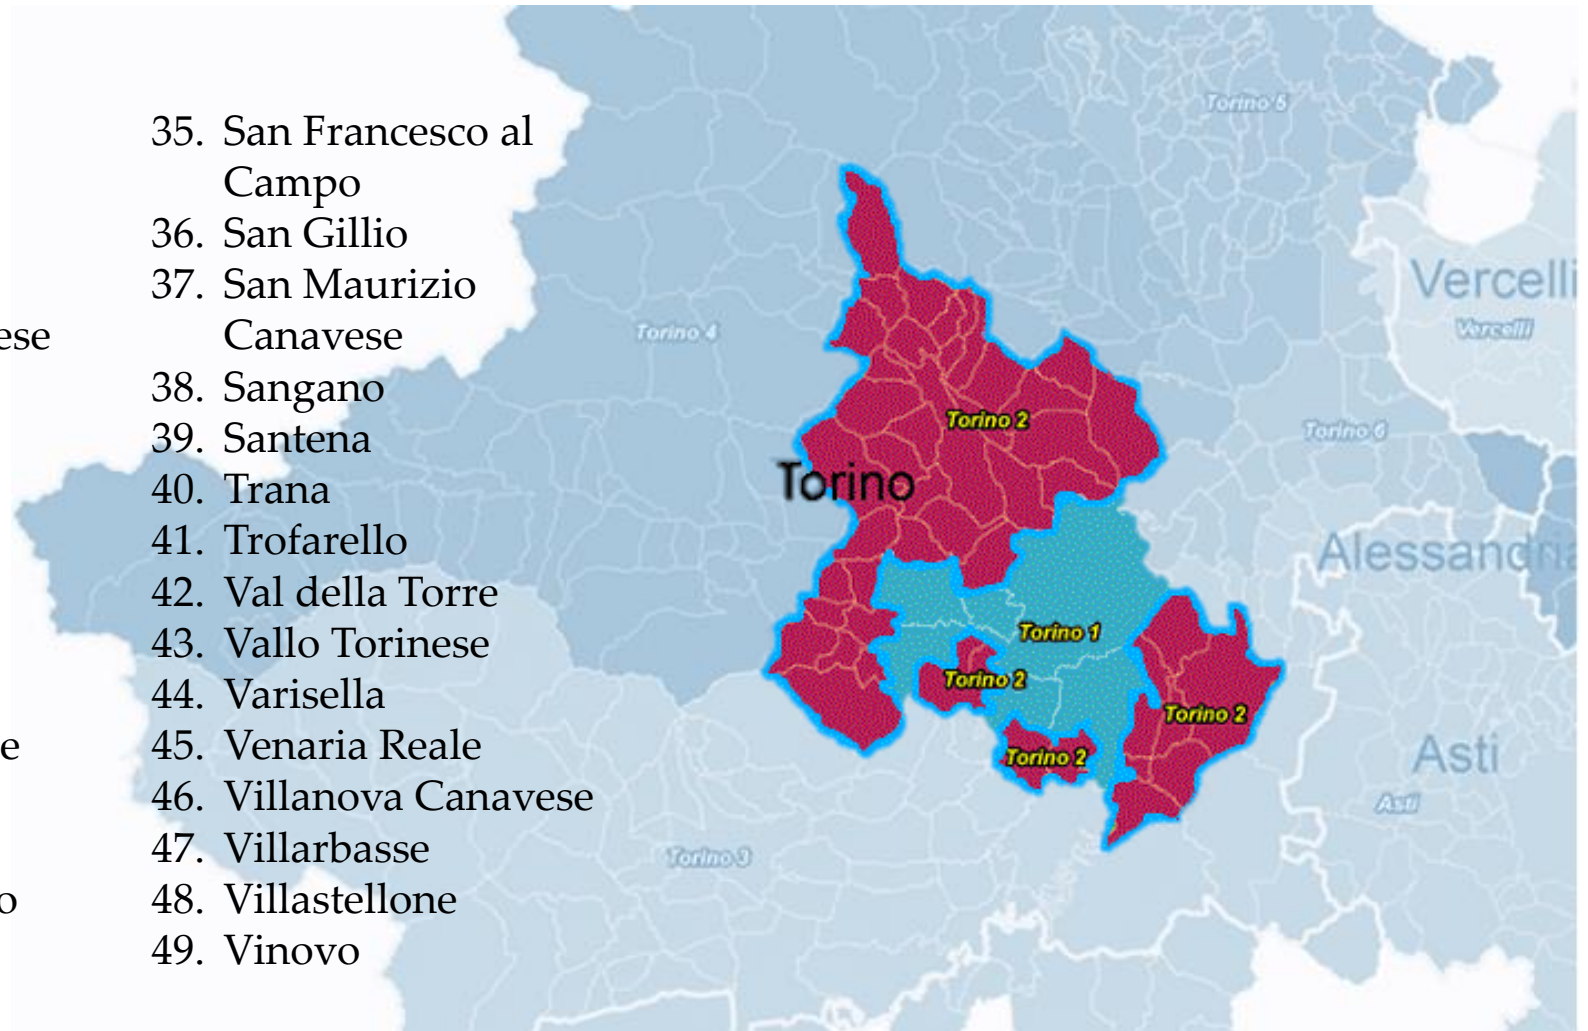 35. San Francesco al
Campo
36. San Gillio
37. San Maurizio
ese
Canavese
38. Sangano
39. Santena
40. Trana
41. Trofarello
42. Val della Torre
43. Vallo Torinese
44. Varisella
e
45. Venaria Reale
46. Villanova Canavese
47. Villarbasse
o
48. Villastellone
49. Vinovo
Torino 5
Vercelli
Vercelli
Torino 4
Torino 2
Torino 6
Torino
Alessandria
Torino 1
Torino 2
Torino 2
Torino 2
Asti
Asti
Torino 3